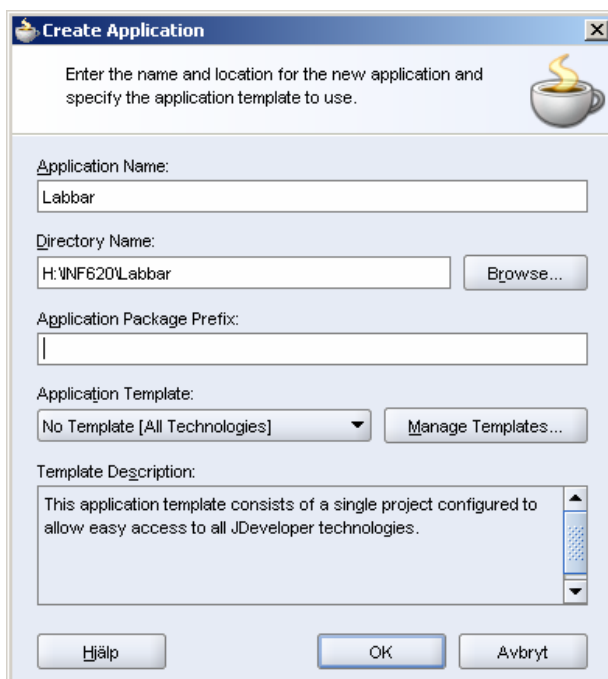 Create Application
Enter the name and location for the new application and
specify the application template to use.
Application Name:
Labbar
Directory Name:
H:\INF620\Labbar
Browse...
Application Package Prefix:
Application Template:
No Template [All Technologies]
Manage Templates...
Template Description:
This application template consists of a single project configured to
allow easy access to all JDeveloper technologies.
Hjälp
OK
Avbryt